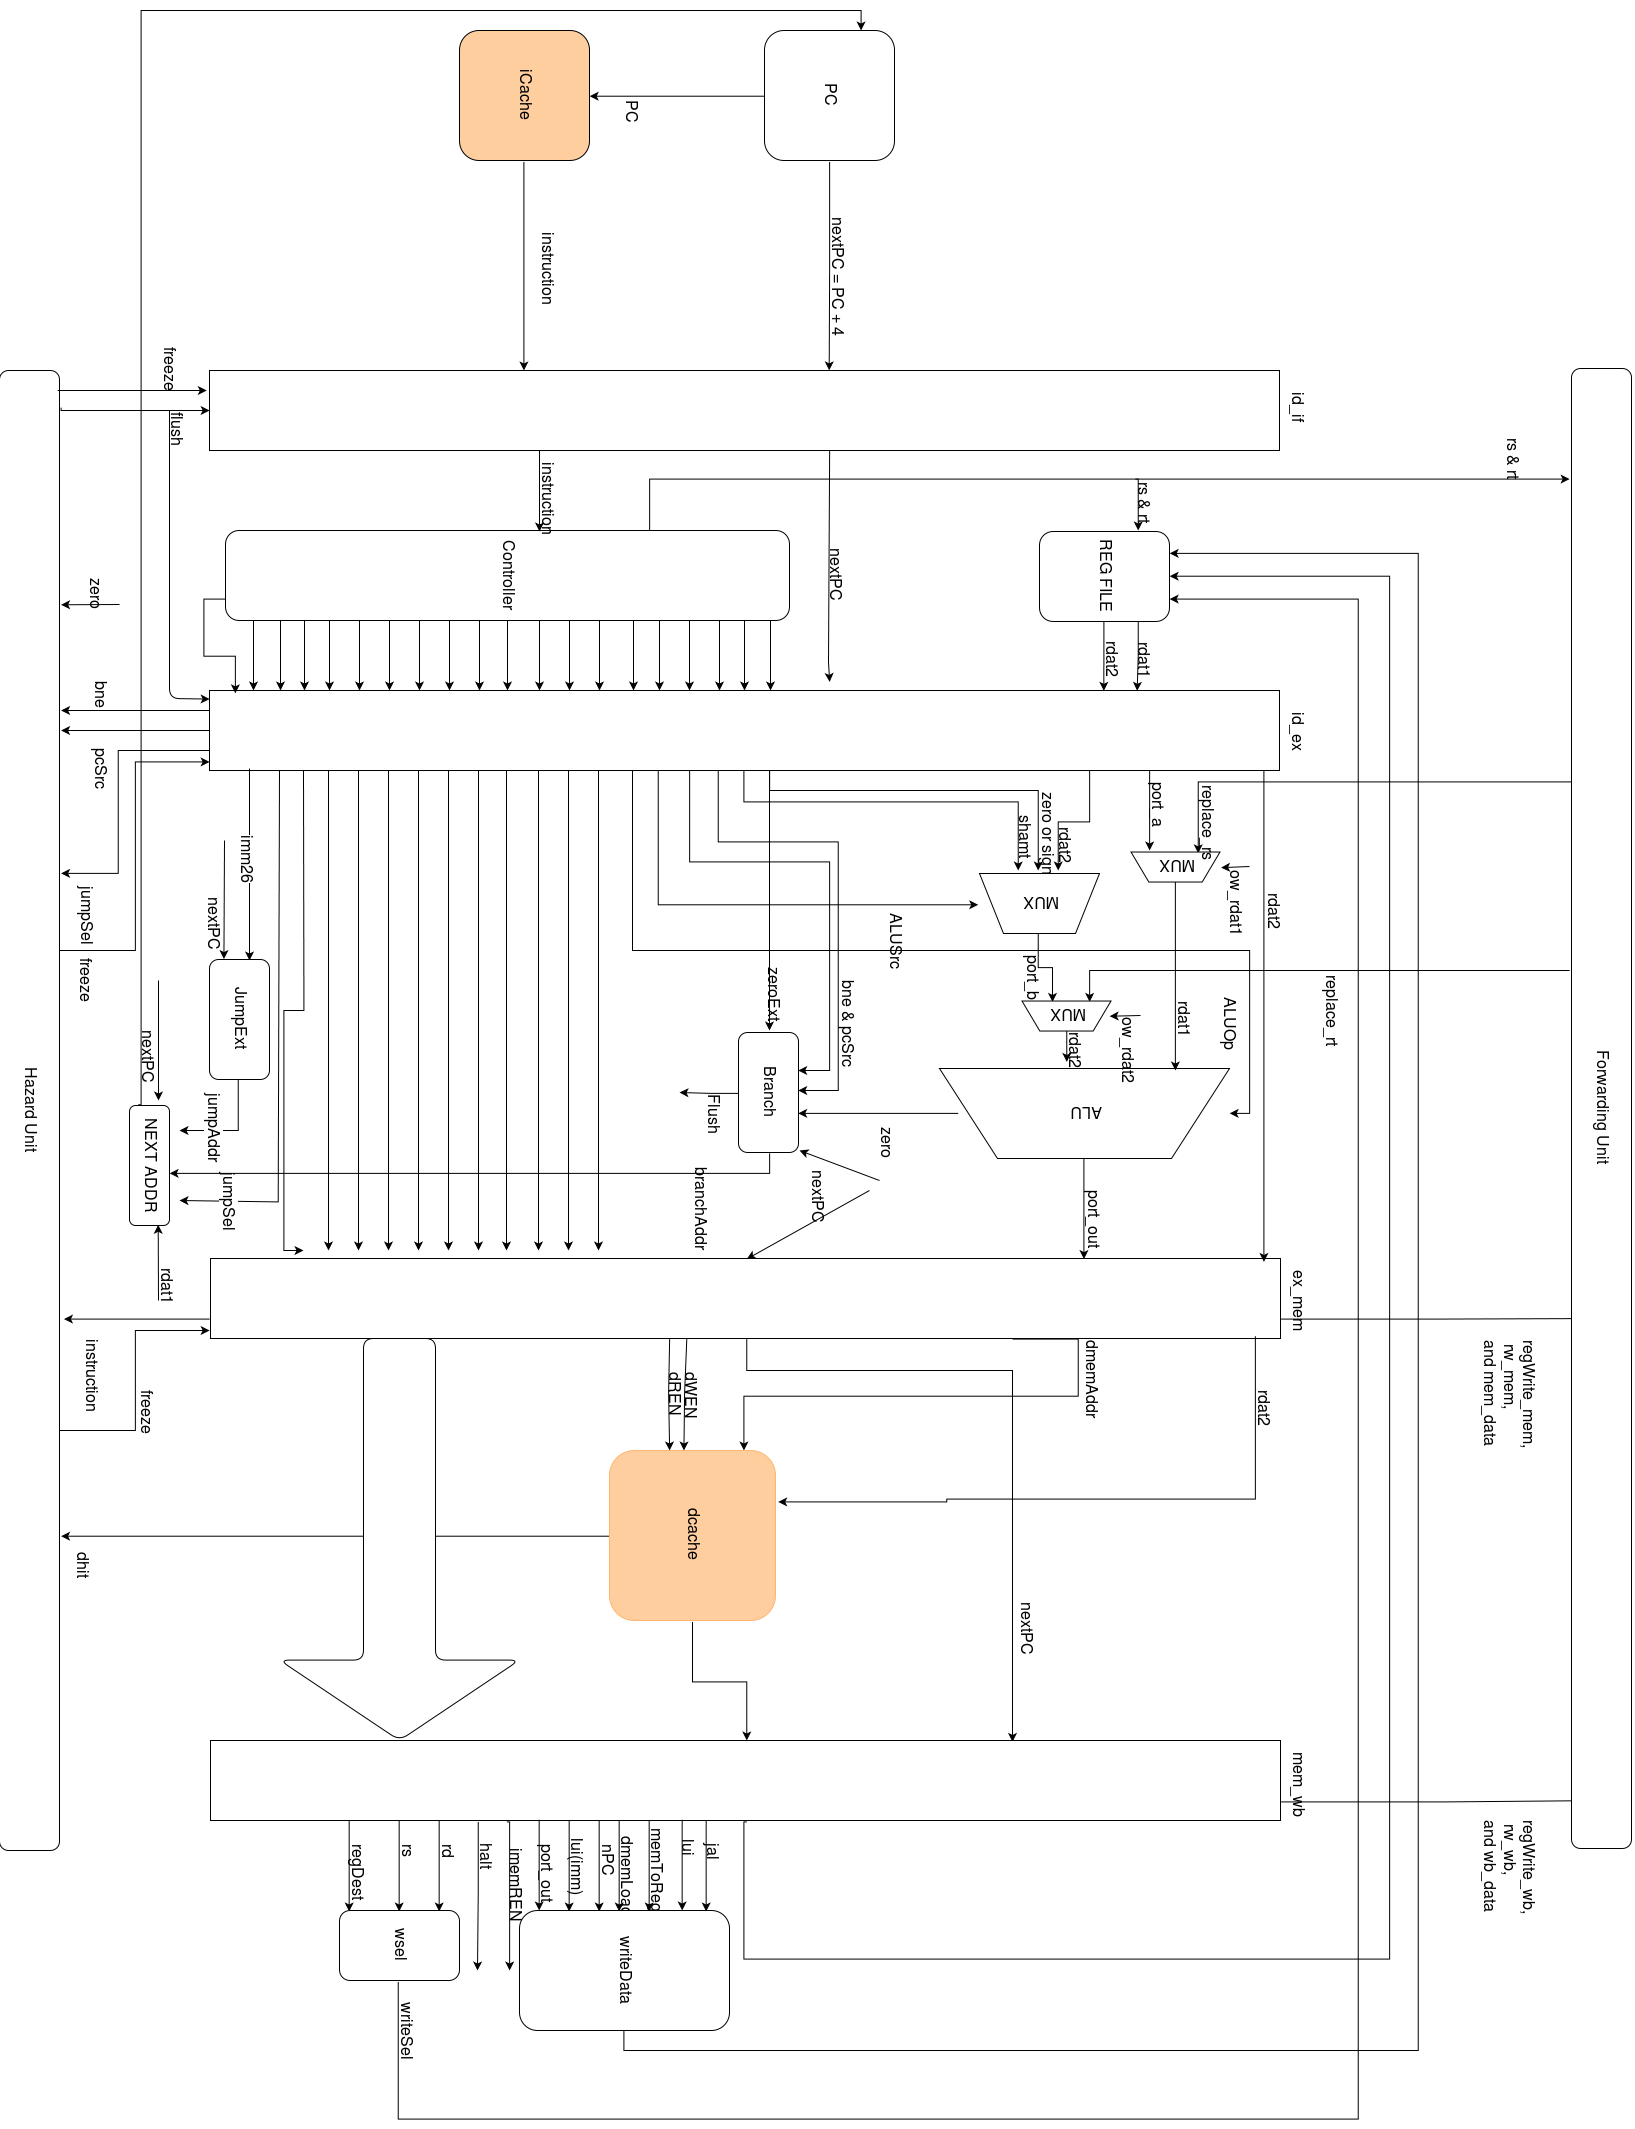 PC
iCache
PC
nextPC = PC + 4
instruction
id_if
freeze
flush
rs & rt
rs & rt
instruction
Controller
nextPC
REG FILE
rdat1
rdat2
zero
id_ex
bne
pcSrc
jumpSel
freeze
port_a
replace_rs
MUX
ow_rdat1
rdat2
rdat2
zero or sign
shamt
MUX
ALUSrc
port_b
imm26
nextPC
JumpExt
nextPC
jumpAddr
NEXT ADDR
jumpSel
rdat1
zeroExt
bne & pcSrc
Branch
Flush
zero
nextPC
branchAddr
MUX
ow_rdat2
rdat2
rdat1
ALUOp
replace_rt
ALU
port_out
Forwarding Unit
Hazard Unit
ex_mem
instruction
freeze
dREN
dWEN
dmemAddr
rdat2
regWrite_mem,
rw_mem,
and mem_data
dcache
dhit
nextPC
mem_wb
regWrite_wb,
rw_wb,
and wb_data
regDest
rs
rd
halt
imemREN
port_out
lui(imm)
nPC
dmemLoad
memToReg
lui
jal
wsel
writeData
writeSel